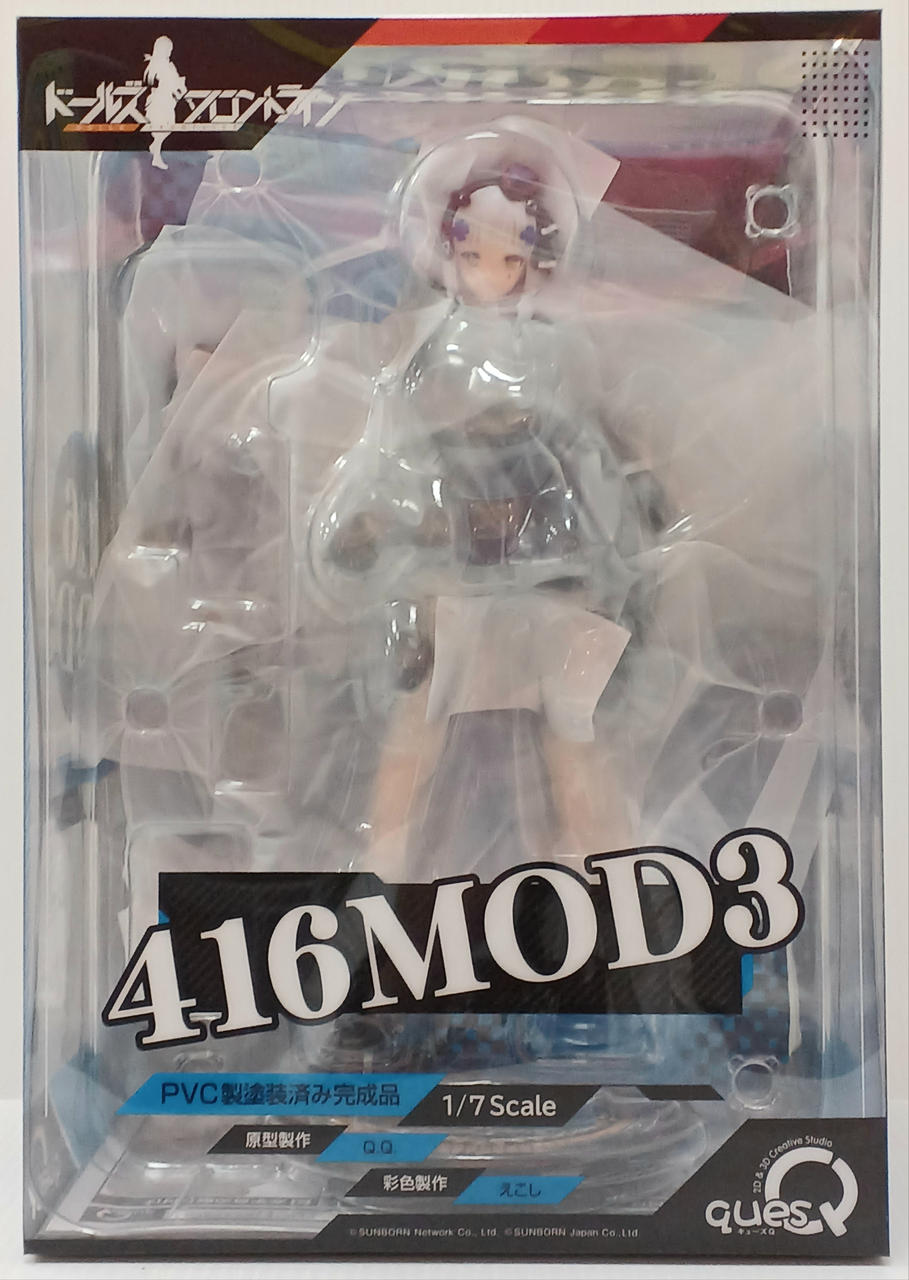 ドールズフロントライン
416MOD3
PVC製塗装済み完成品
1/7 Scale
原型製作
Q.Q.
彩色製作
えこし
2D & 3D Creative Studio
quesQ
キューズQ
©SUNBORN Network Co., Ltd. ©SUNBORN Japan Co.,Ltd.